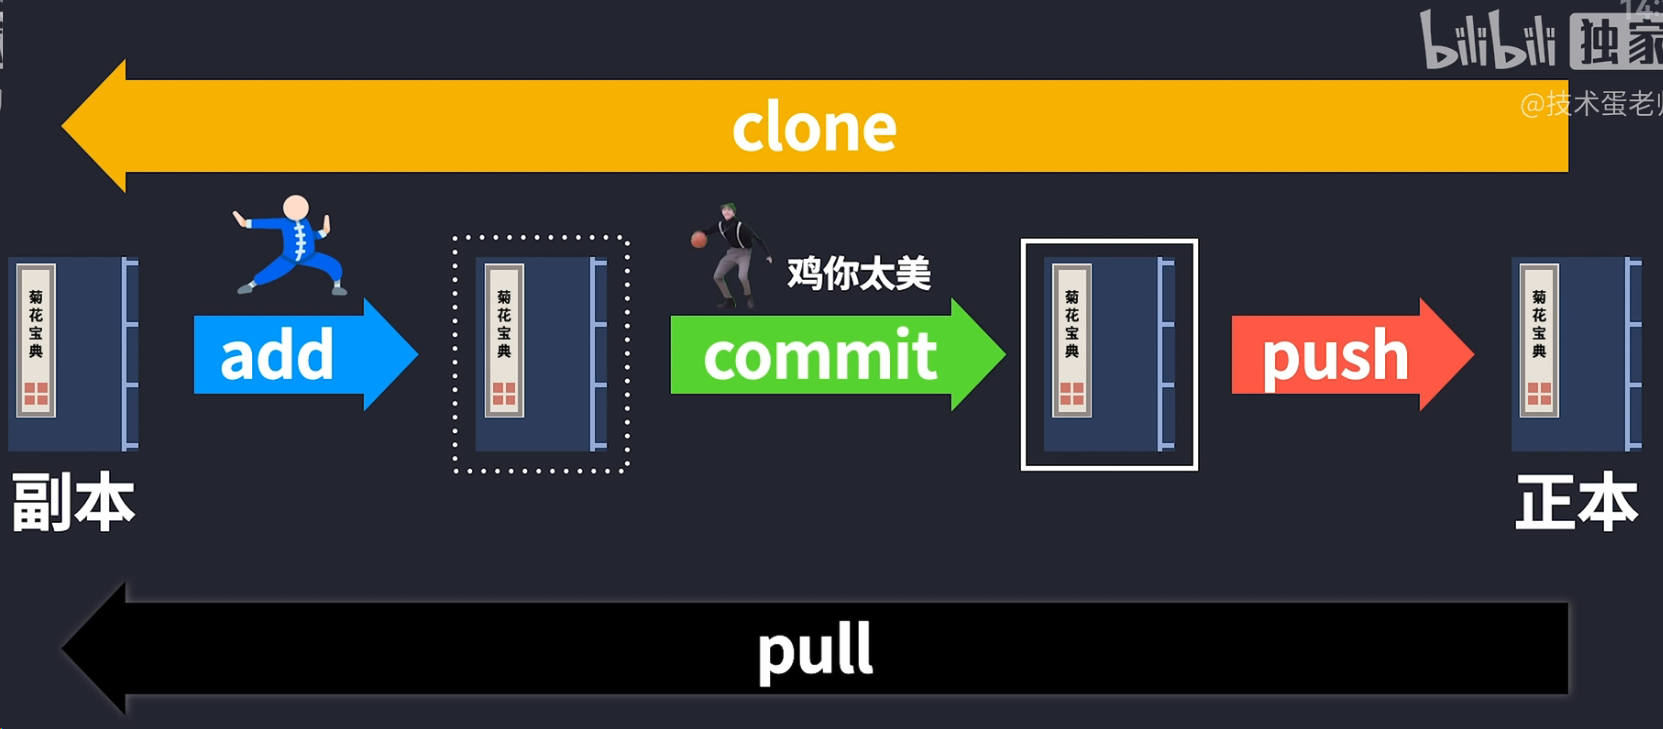 bilibili 独家
@技术蛋老师
clone
鸡你太美
菊花宝典
菊花宝典
菊花宝典
菊花宝典
add
commit
push
副本
正本
pull